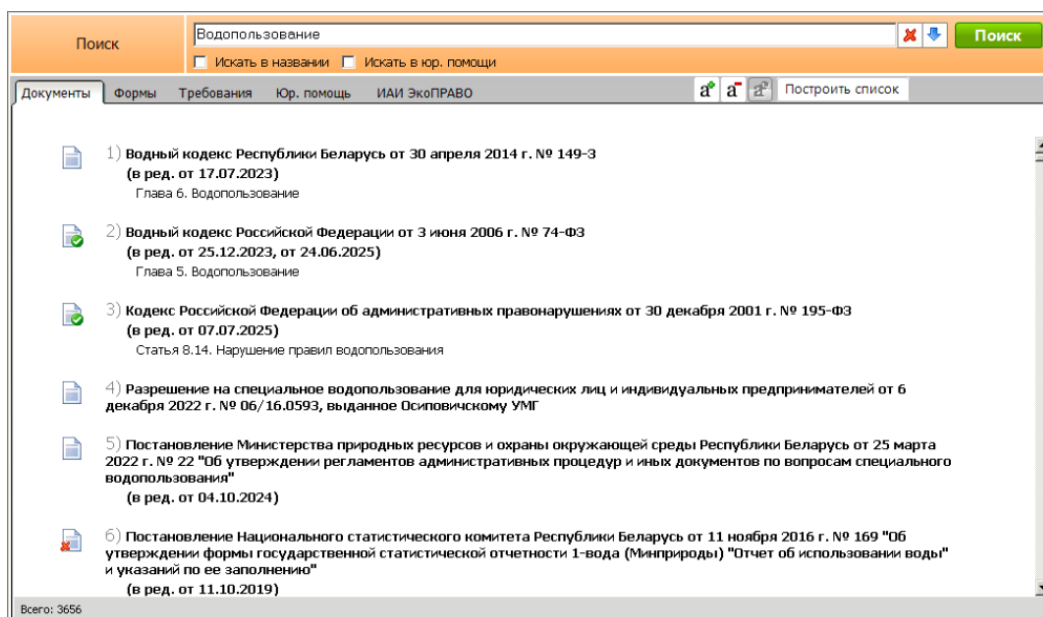 Поиск
Водопользование
Поиск
Искать в названии Искать в юр. помощи
Документы Формы Требования Юр. помощь ИАИ ЭкоПРАВО
a a a Построить список
1) Водный кодекс Республики Беларусь от 30 апреля 2014 г. № 149-З
(в ред. от 17.07.2023)
Глава 6. Водопользование
2) Водный кодекс Российской Федерации от 3 июня 2006 г. № 74-ФЗ
(в ред. от 25.12.2023, от 24.06.2025)
Глава 5. Водопользование
3) Кодекс Российской Федерации об административных правонарушениях от 30 декабря 2001 г. № 195-ФЗ
(в ред. от 07.07.2025)
Статья 8.14. Нарушение правил водопользования
4) Разрешение на специальное водопользование для юридических лиц и индивидуальных предпринимателей от 6
декабря 2022 г. № 06/16.0593, выданное Осиповичскому УМГ
5) Постановление Министерства природных ресурсов и охраны окружающей среды Республики Беларусь от 25 марта
2022 г. № 22 "Об утверждении регламентов административных процедур и иных документов по вопросам специального
водопользования"
(в ред. от 04.10.2024)
6) Постановление Национального статистического комитета Республики Беларусь от 11 ноября 2016 г. № 169 "Об
утверждении формы государственной статистической отчетности 1-вода (Минприроды) "Отчет об использовании воды"
и указаний по ее заполнению"
(в ред. от 11.10.2019)
Всего: 3656